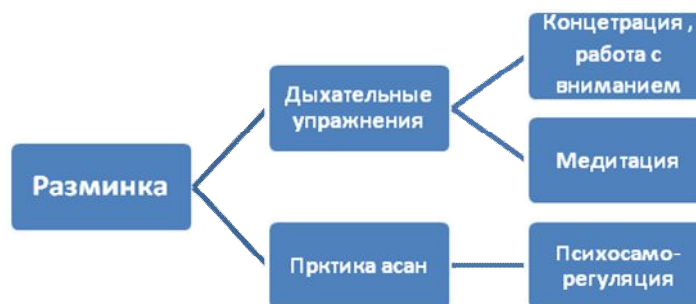 Разминка
Дыхательные
упражнения
Прктика асан
Концетрация ,
работа с
вниманием
Медитация
Психосамо-
регуляция